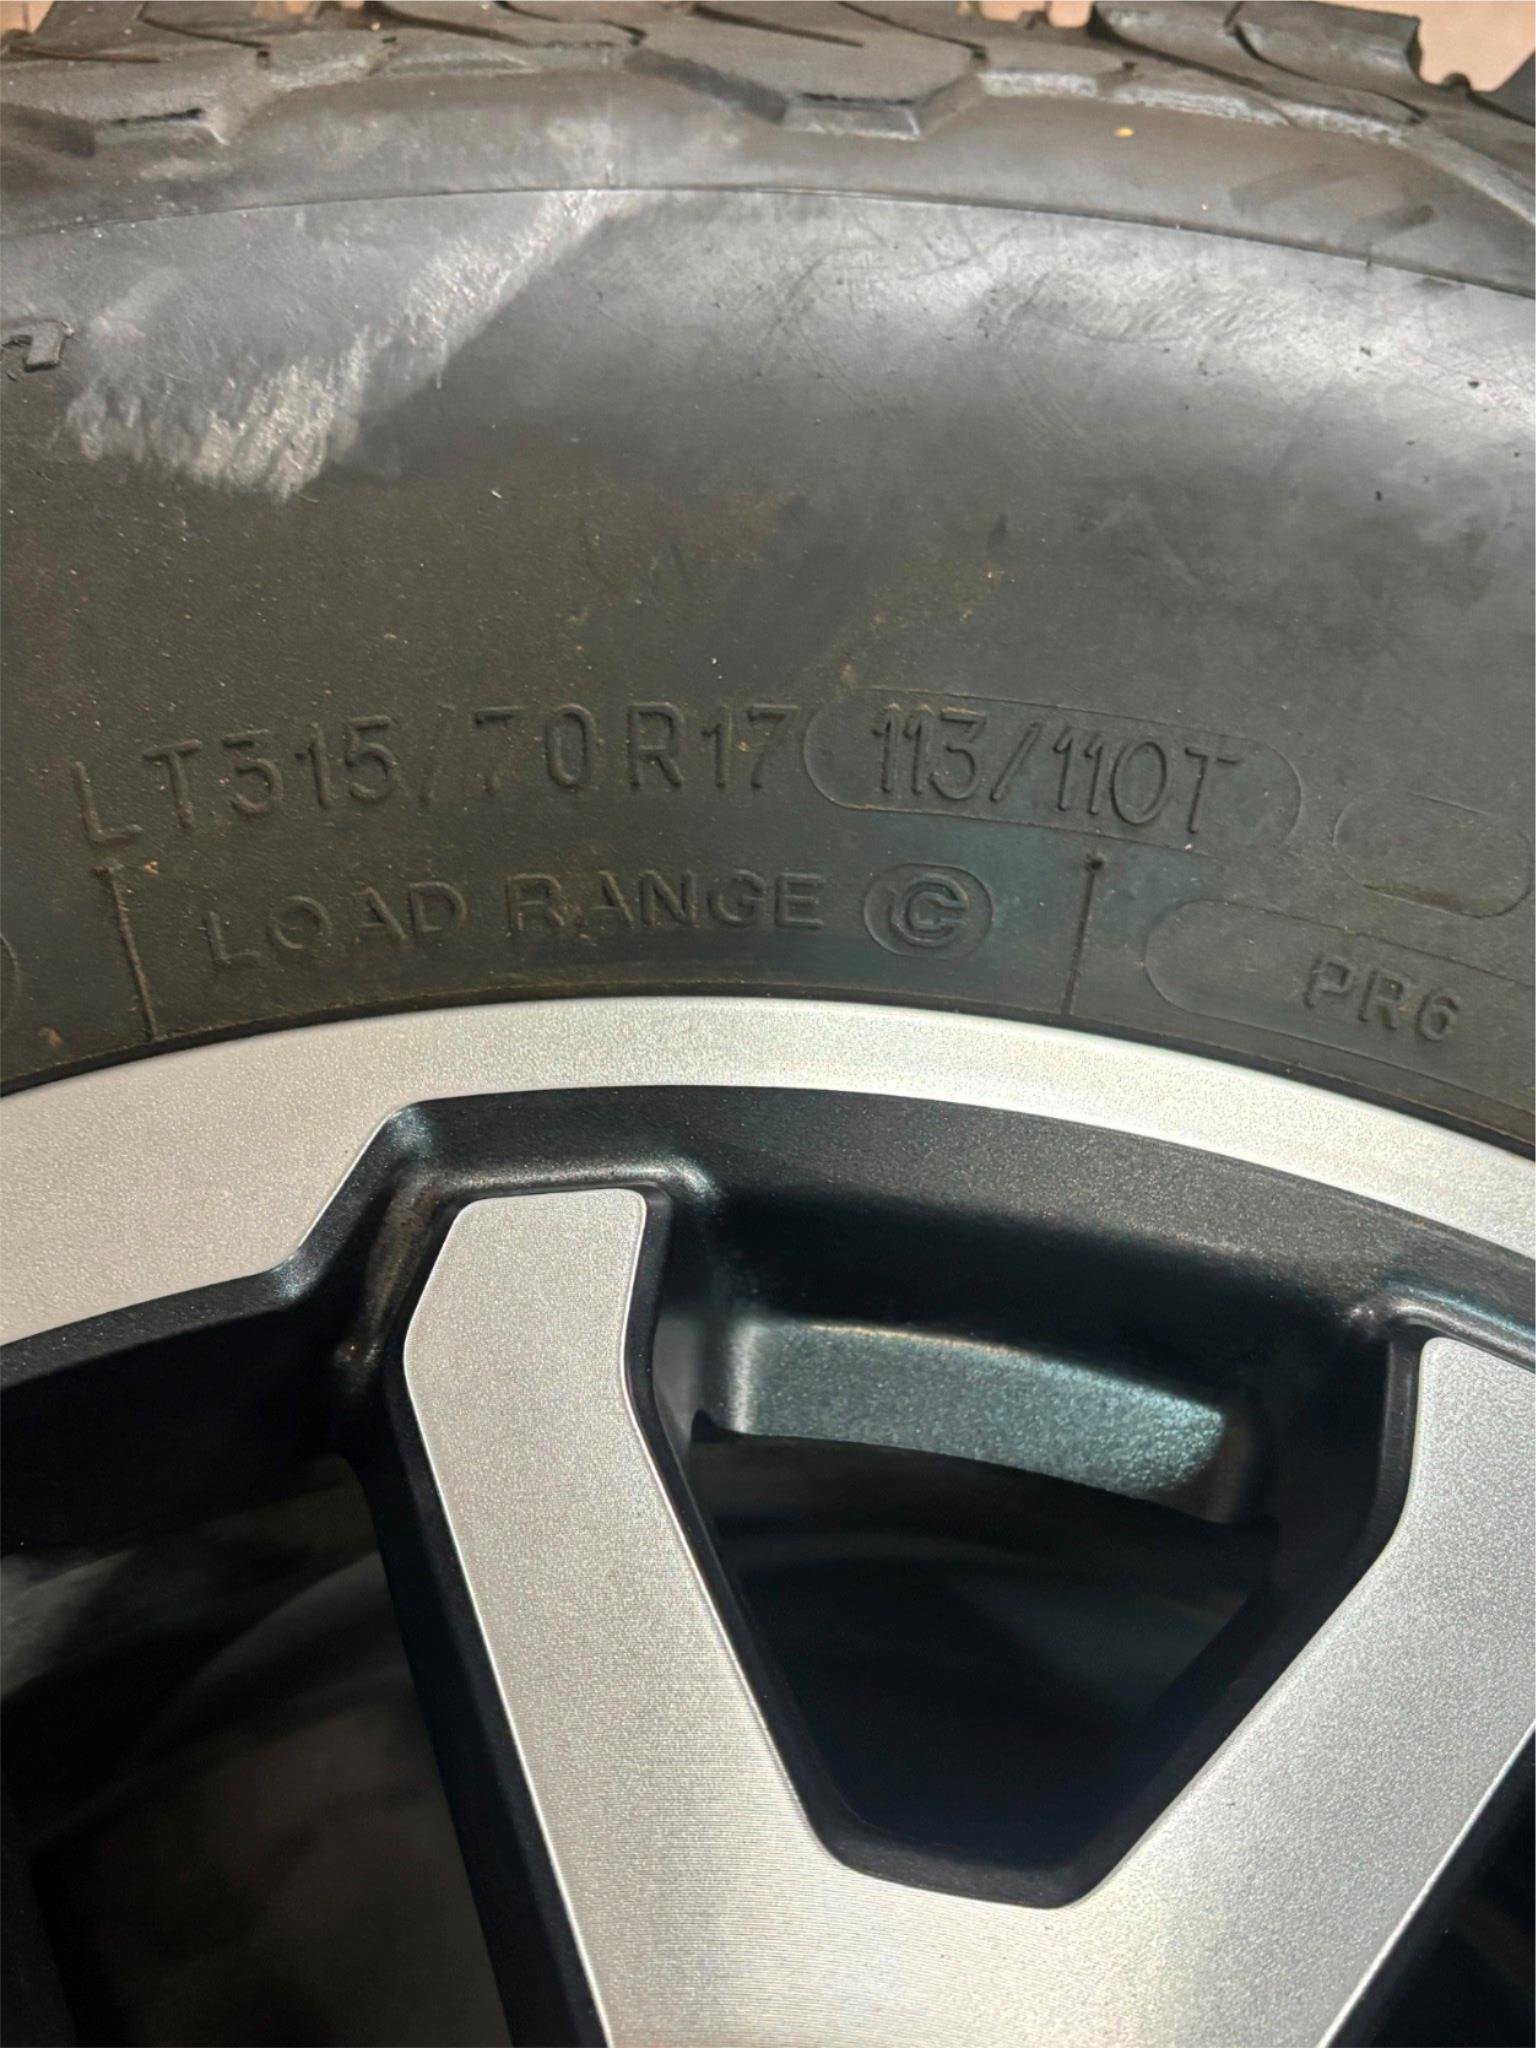 LT315/70R17 113/110T
LOAD RANGE C
PR6